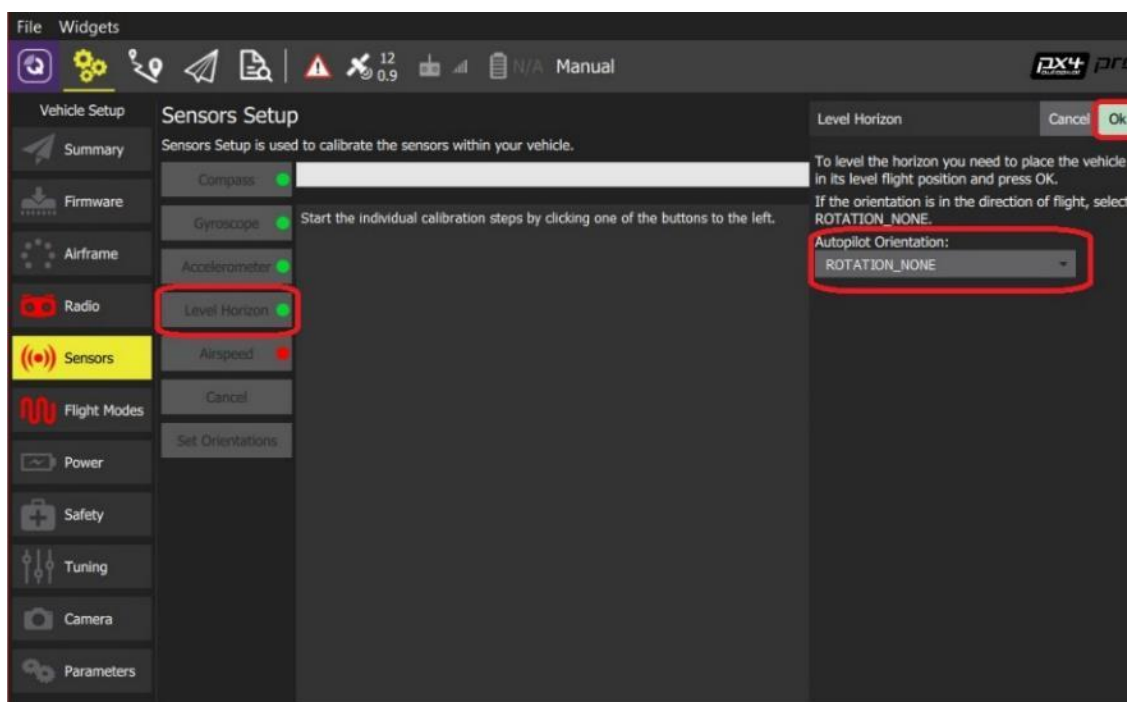 File Widgets
12
0.9
N/A
Manual
px4
autopilot
pro
Vehicle Setup
Summary
Firmware
Airframe
Radio
Sensors
Flight Modes
Power
Safety
Tuning
Camera
Parameters
Sensors Setup
Sensors Setup is used to calibrate the sensors within your vehicle.
Compass
Gyroscope
Accelerometer
Level Horizon
Airspeed
Cancel
Set Orientations
Start the individual calibration steps by clicking one of the buttons to the left.
Level Horizon
Cancel
Ok
To level the horizon you need to place the vehicle
in its level flight position and press OK.
If the orientation is in the direction of flight, select
ROTATION_NONE.
Autopilot Orientation:
ROTATION_NONE